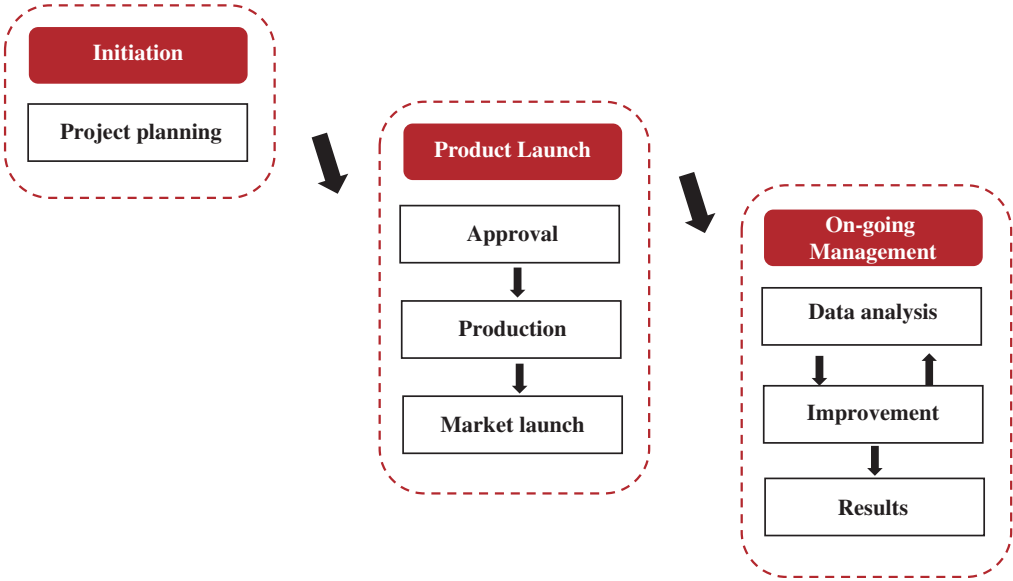 Initiation
Project planning
Product Launch
Approval
Production
Market launch
On-going
Management
Data analysis
Improvement
Results